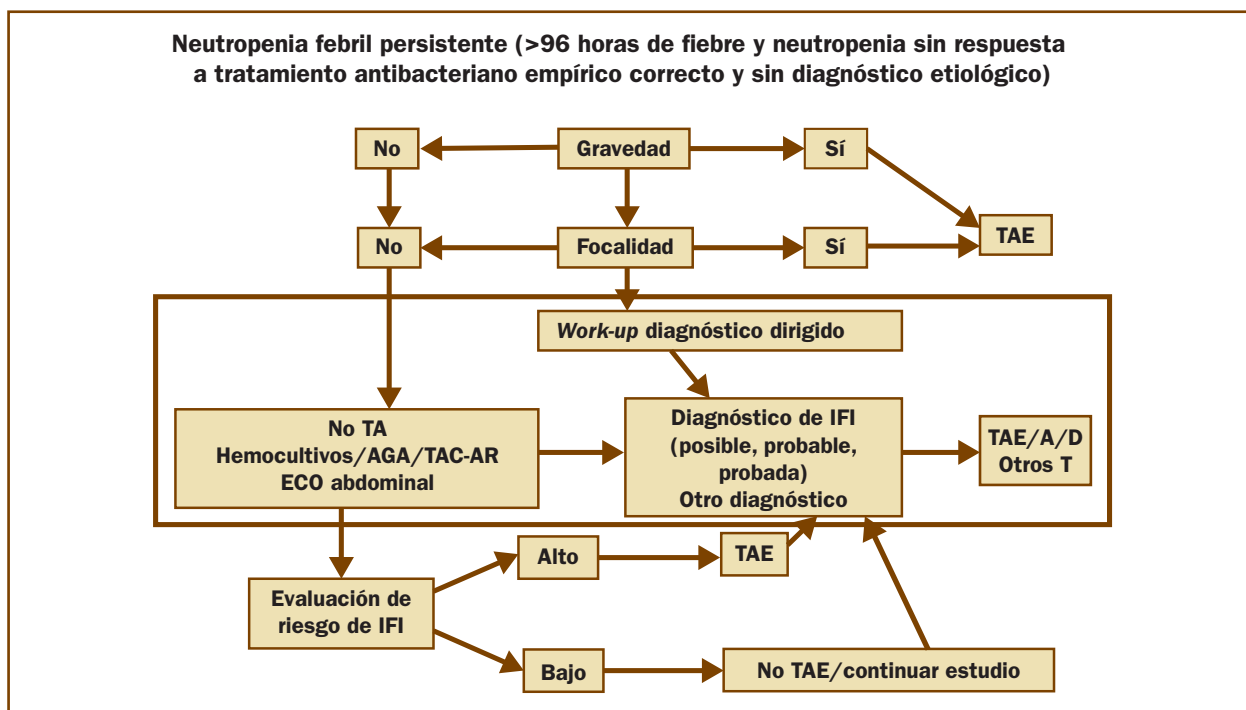 Neutropenia febril persistente (>96 horas de fiebre y neutropenia sin respuesta
a tratamiento antibacteriano empírico correcto y sin diagnóstico etiológico)
No
Gravedad
Sí
TAE
No
Focalidad
Sí
Work-up diagnóstico dirigido
No TA
Hemocultivos/AGA/TAC-AR
ECO abdominal
Diagnóstico de IFI
(posible, probable,
probada)
Otro diagnóstico
TAE/A/D
Otros T
Alto
TAE
Evaluación de
riesgo de IFI
Bajo
No TAE/continuar estudio